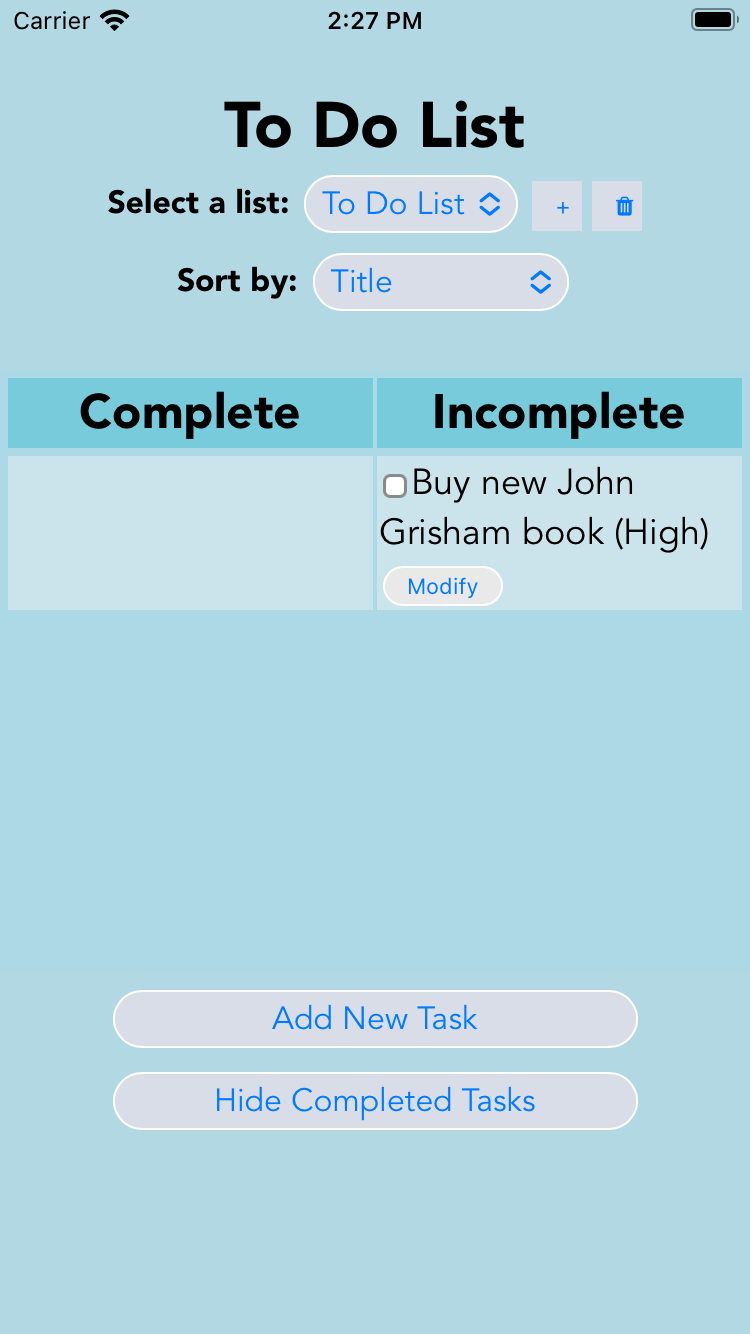 Carrier 2:27 PM
To Do List
Select a list: To Do List +
Sort by: Title
Complete Incomplete
Buy new John
Grisham book (High)
Modify
Add New Task
Hide Completed Tasks